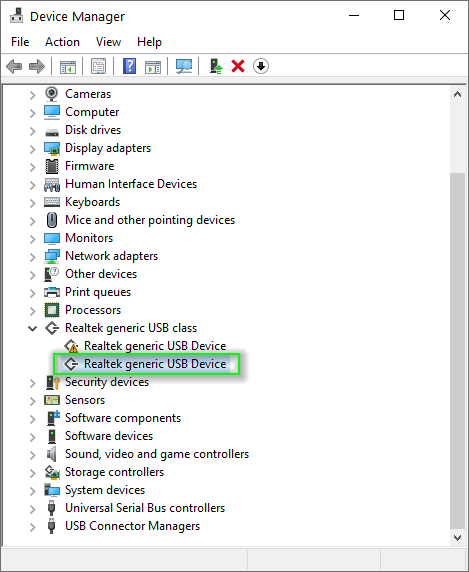 Device Manager
File Action View Help
Cameras
Computer
Disk drives
Display adapters
Firmware
Human Interface Devices
Keyboards
Mice and other pointing devices
Monitors
Network adapters
Other devices
Print queues
Processors
Realtek generic USB class
Realtek generic USB Device
Realtek generic USB Device
Security devices
Sensors
Software components
Software devices
Sound, video and game controllers
Storage controllers
System devices
Universal Serial Bus controllers
USB Connector Managers